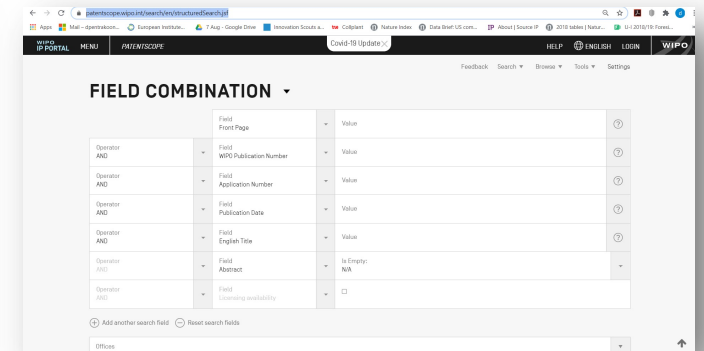 patentscope.wipo.int/search/en/structuredSearch.jsf
Apps Mail – dpentrakoon... European Institute... 7 Aug – Google Drive Innovation Scouts a... Collplant Nature Index Data Brief: US com... About | Source IP 2018 tables | Natur...
WIPO
IP PORTAL MENU PATENTSCOPE Covid-19 Update HELP ENGLISH LOGIN WIPO
Feedback Search Browse Tools Settings
FIELD COMBINATION
Field
Front Page
Value
?
Operator
AND
Field
WIPO Publication Number
Value
?
Operator
AND
Field
Application Number
Value
?
Operator
AND
Field
Publication Date
Value
?
Operator
AND
Field
English Title
Value
?
Operator
AND
Field
Abstract
Is Empty:
N/A
Operator
AND
Field
Licensing availability
Add another search field Reset search fields
Offices